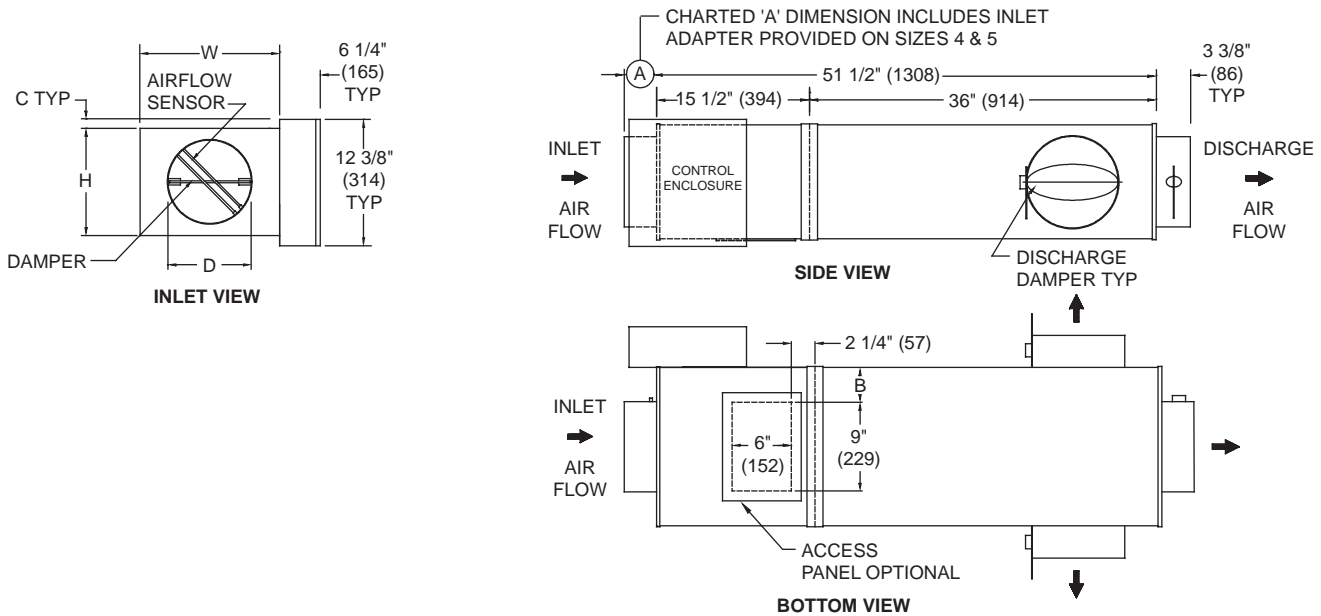 W
6 1/4"
(165)
TYP
AIRFLOW
SENSOR
C TYP
H
12 3/8"
(314)
TYP
DAMPER
D
INLET VIEW
CHARTED 'A' DIMENSION INCLUDES INLET
ADAPTER PROVIDED ON SIZES 4 & 5
A
51 1/2" (1308)
3 3/8"
(86)
TYP
15 1/2" (394)
36" (914)
INLET
AIR
FLOW
CONTROL
ENCLOSURE
DISCHARGE
AIR
FLOW
SIDE VIEW
DISCHARGE
DAMPER TYP
2 1/4" (57)
B
INLET
AIR
FLOW
6"
(152)
9"
(229)
ACCESS
PANEL OPTIONAL
BOTTOM VIEW